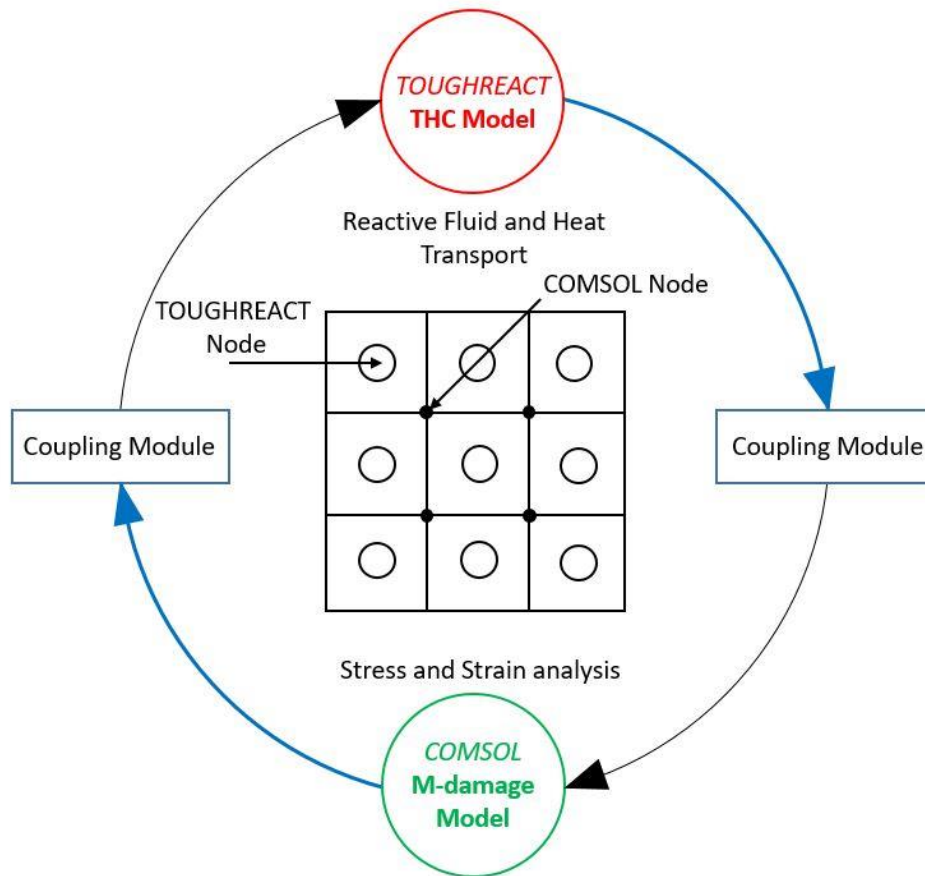 TOUGHREACT
THC Model
Reactive Fluid and Heat
Transport
COMSOL Node
TOUGHREACT
Node
Coupling Module
Coupling Module
Stress and Strain analysis
COMSOL
M-damage
Model